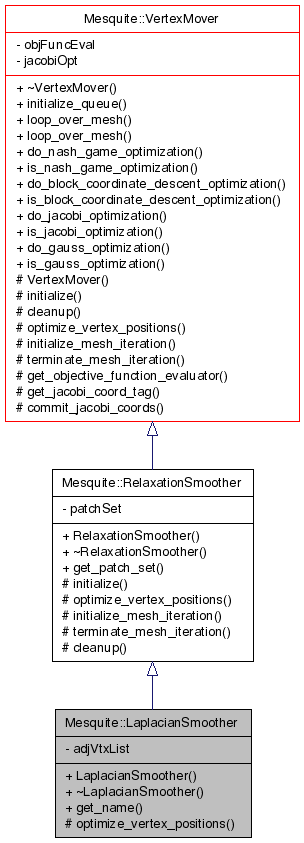 Mesquite::VertexMover
- objFuncEval
- jacobiOpt
+ ~VertexMover()
+ initialize_queue()
+ loop_over_mesh()
+ loop_over_mesh()
+ do_nash_game_optimization()
+ is_nash_game_optimization()
+ do_block_coordinate_descent_optimization()
+ is_block_coordinate_descent_optimization()
+ do_jacobi_optimization()
+ is_jacobi_optimization()
+ do_gauss_optimization()
+ is_gauss_optimization()
# VertexMover()
# initialize()
# cleanup()
# optimize_vertex_positions()
# initialize_mesh_iteration()
# terminate_mesh_iteration()
# get_objective_function_evaluator()
# get_jacobi_coord_tag()
# commit_jacobi_coords()
Mesquite::RelaxationSmoother
- patchSet
+ RelaxationSmoother()
+ ~RelaxationSmoother()
+ get_patch_set()
# initialize()
# optimize_vertex_positions()
# initialize_mesh_iteration()
# terminate_mesh_iteration()
# cleanup()
Mesquite::LaplacianSmoother
- adjVtxList
+ LaplacianSmoother()
+ ~LaplacianSmoother()
+ get_name()
# optimize_vertex_positions()